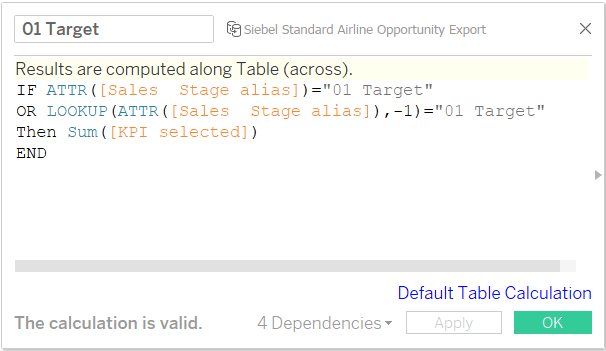 01 Target
Siebel Standard Airline Opportunity Export
Results are computed along Table (across).
IF ATTR([Sales  Stage alias])="01 Target"
OR LOOKUP(ATTR([Sales  Stage alias]),-1)="01 Target"
Then Sum([KPI selected])
END
Default Table Calculation
The calculation is valid.
4 Dependencies
Apply
OK